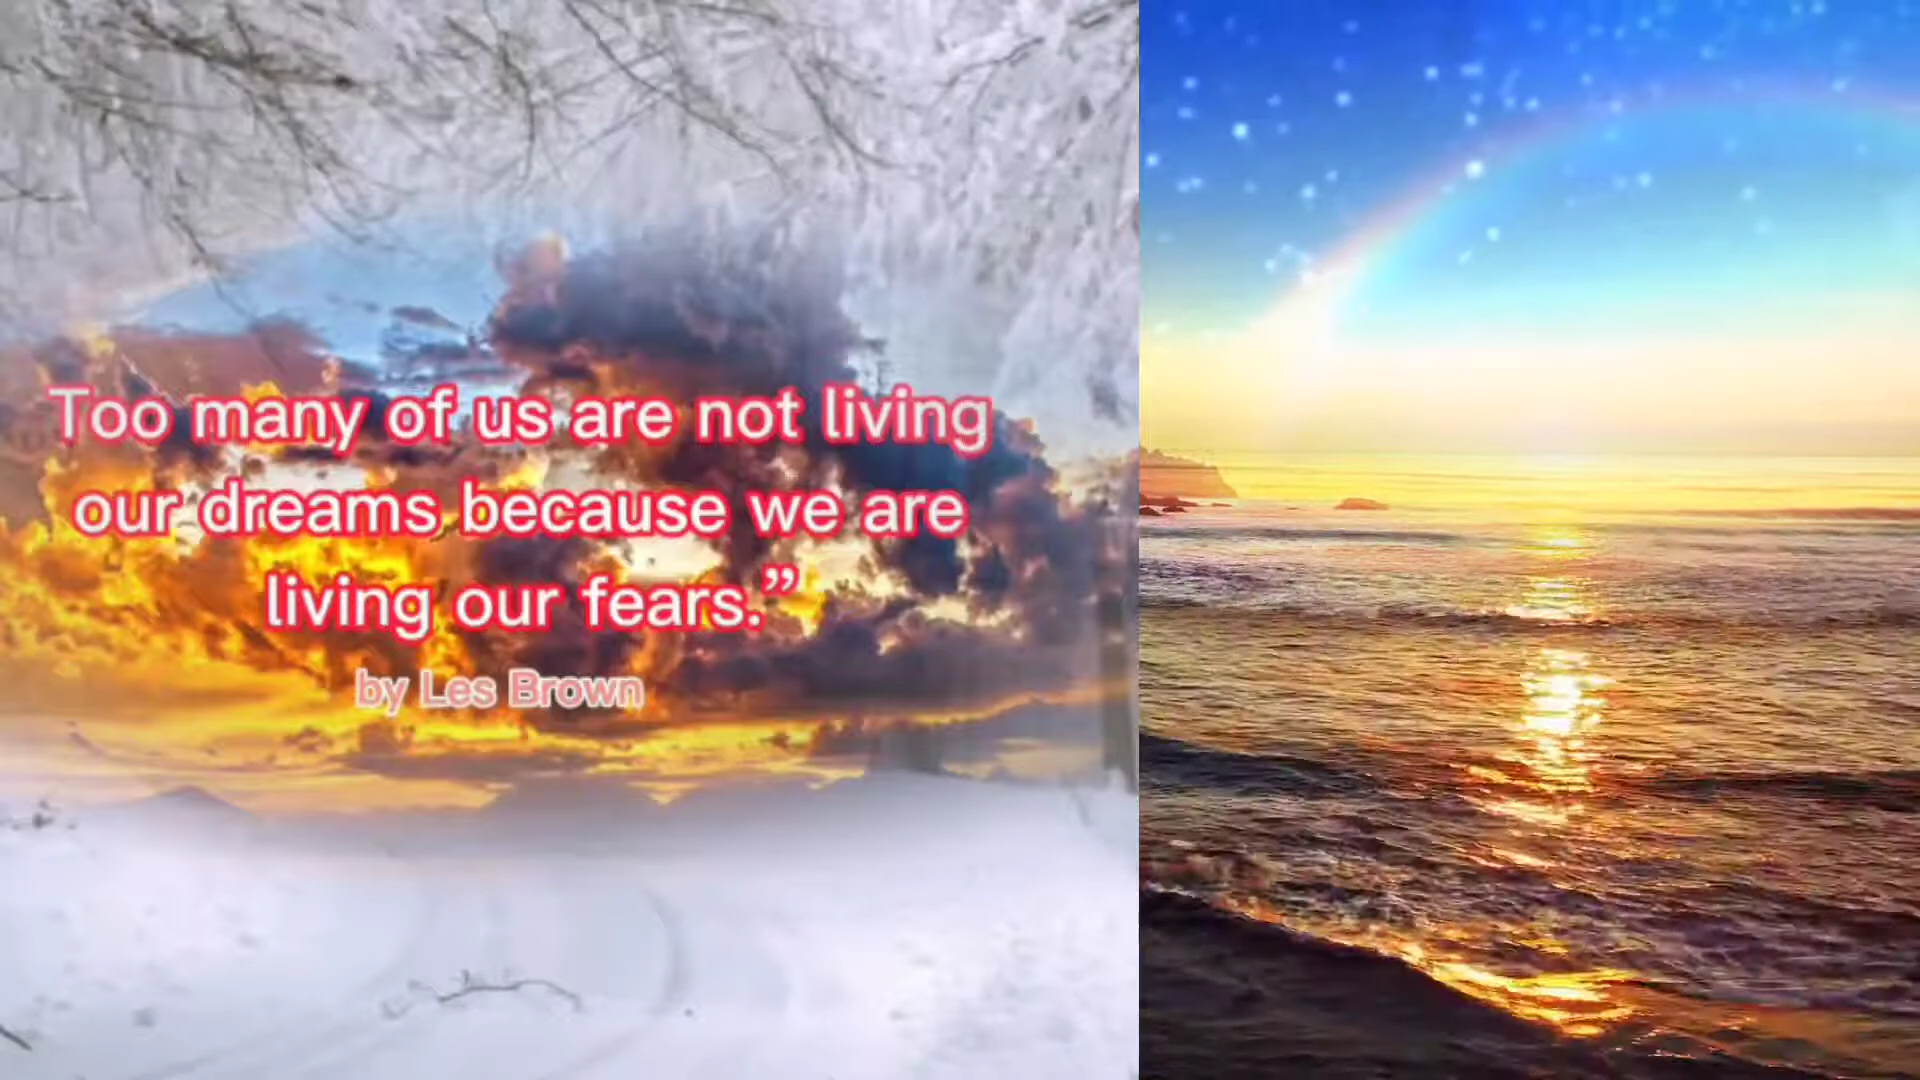 Too many of us are not living
our dreams because we are
living our fears.”
by Les Brown